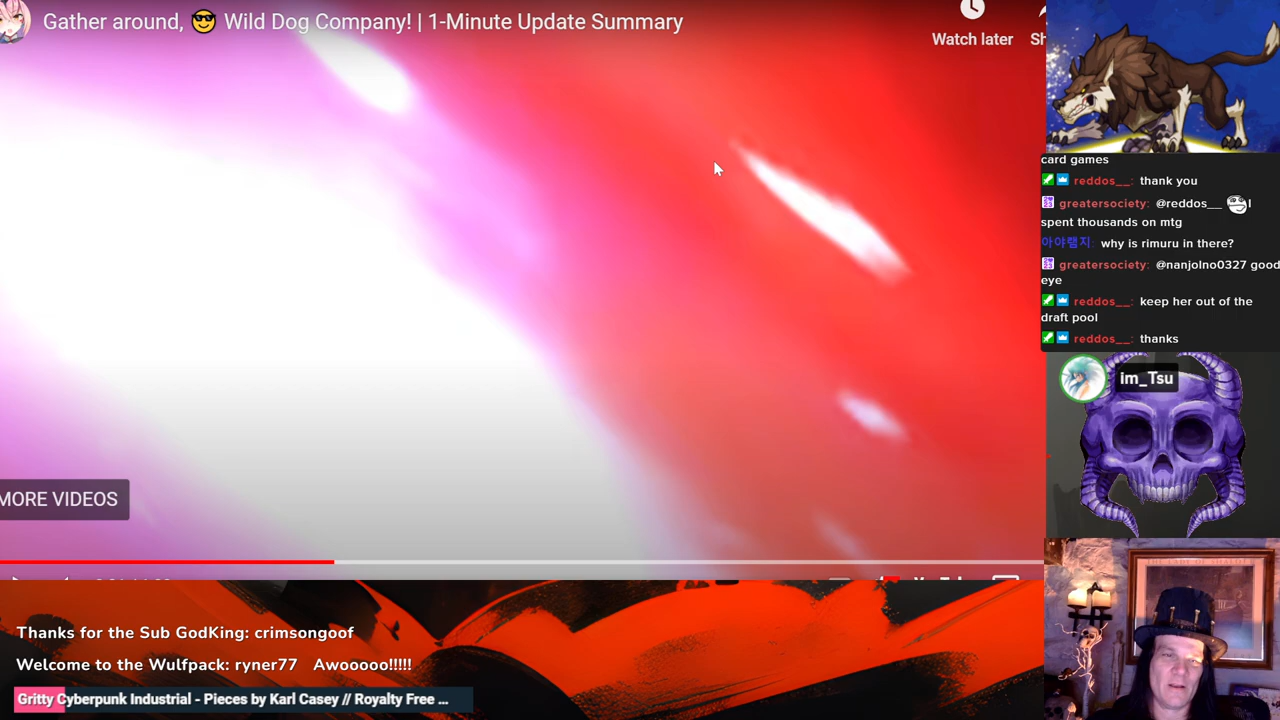 Gather around, 😎 Wild Dog Company! | 1-Minute Update Summary
Watch later
Sh
MORE VIDEOS
card games
reddos__: thank you
greatersociety: @reddos__ I
spent thousands on mtg
아야램지: why is rimuru in there?
greatersociety: @nanjolno0327 good
eye
reddos__: keep her out of the
draft pool
reddos__: thanks
im_Tsu
Thanks for the Sub GodKing: crimsongoof
Welcome to the Wulfpack: ryner77 Awooooo!!!!!
Gritty Cyberpunk Industrial - Pieces by Karl Casey // Royalty Free ...